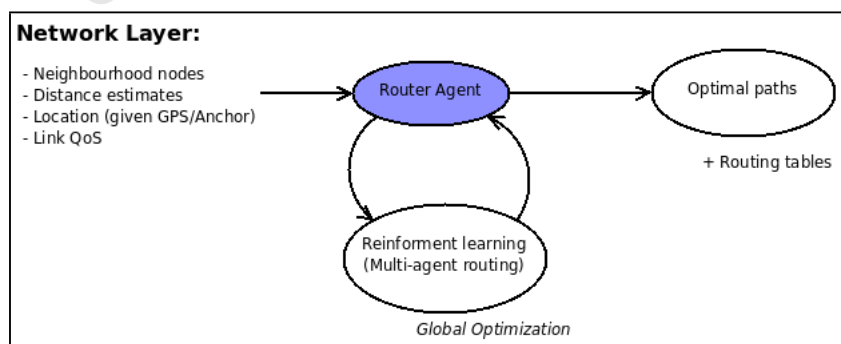 Network Layer:
- Neighbourhood nodes
- Distance estimates
- Location (given GPS/Anchor)
- Link QoS
Router Agent
Optimal paths
+ Routing tables
Reinforment learning
(Multi-agent routing)
Global Optimization